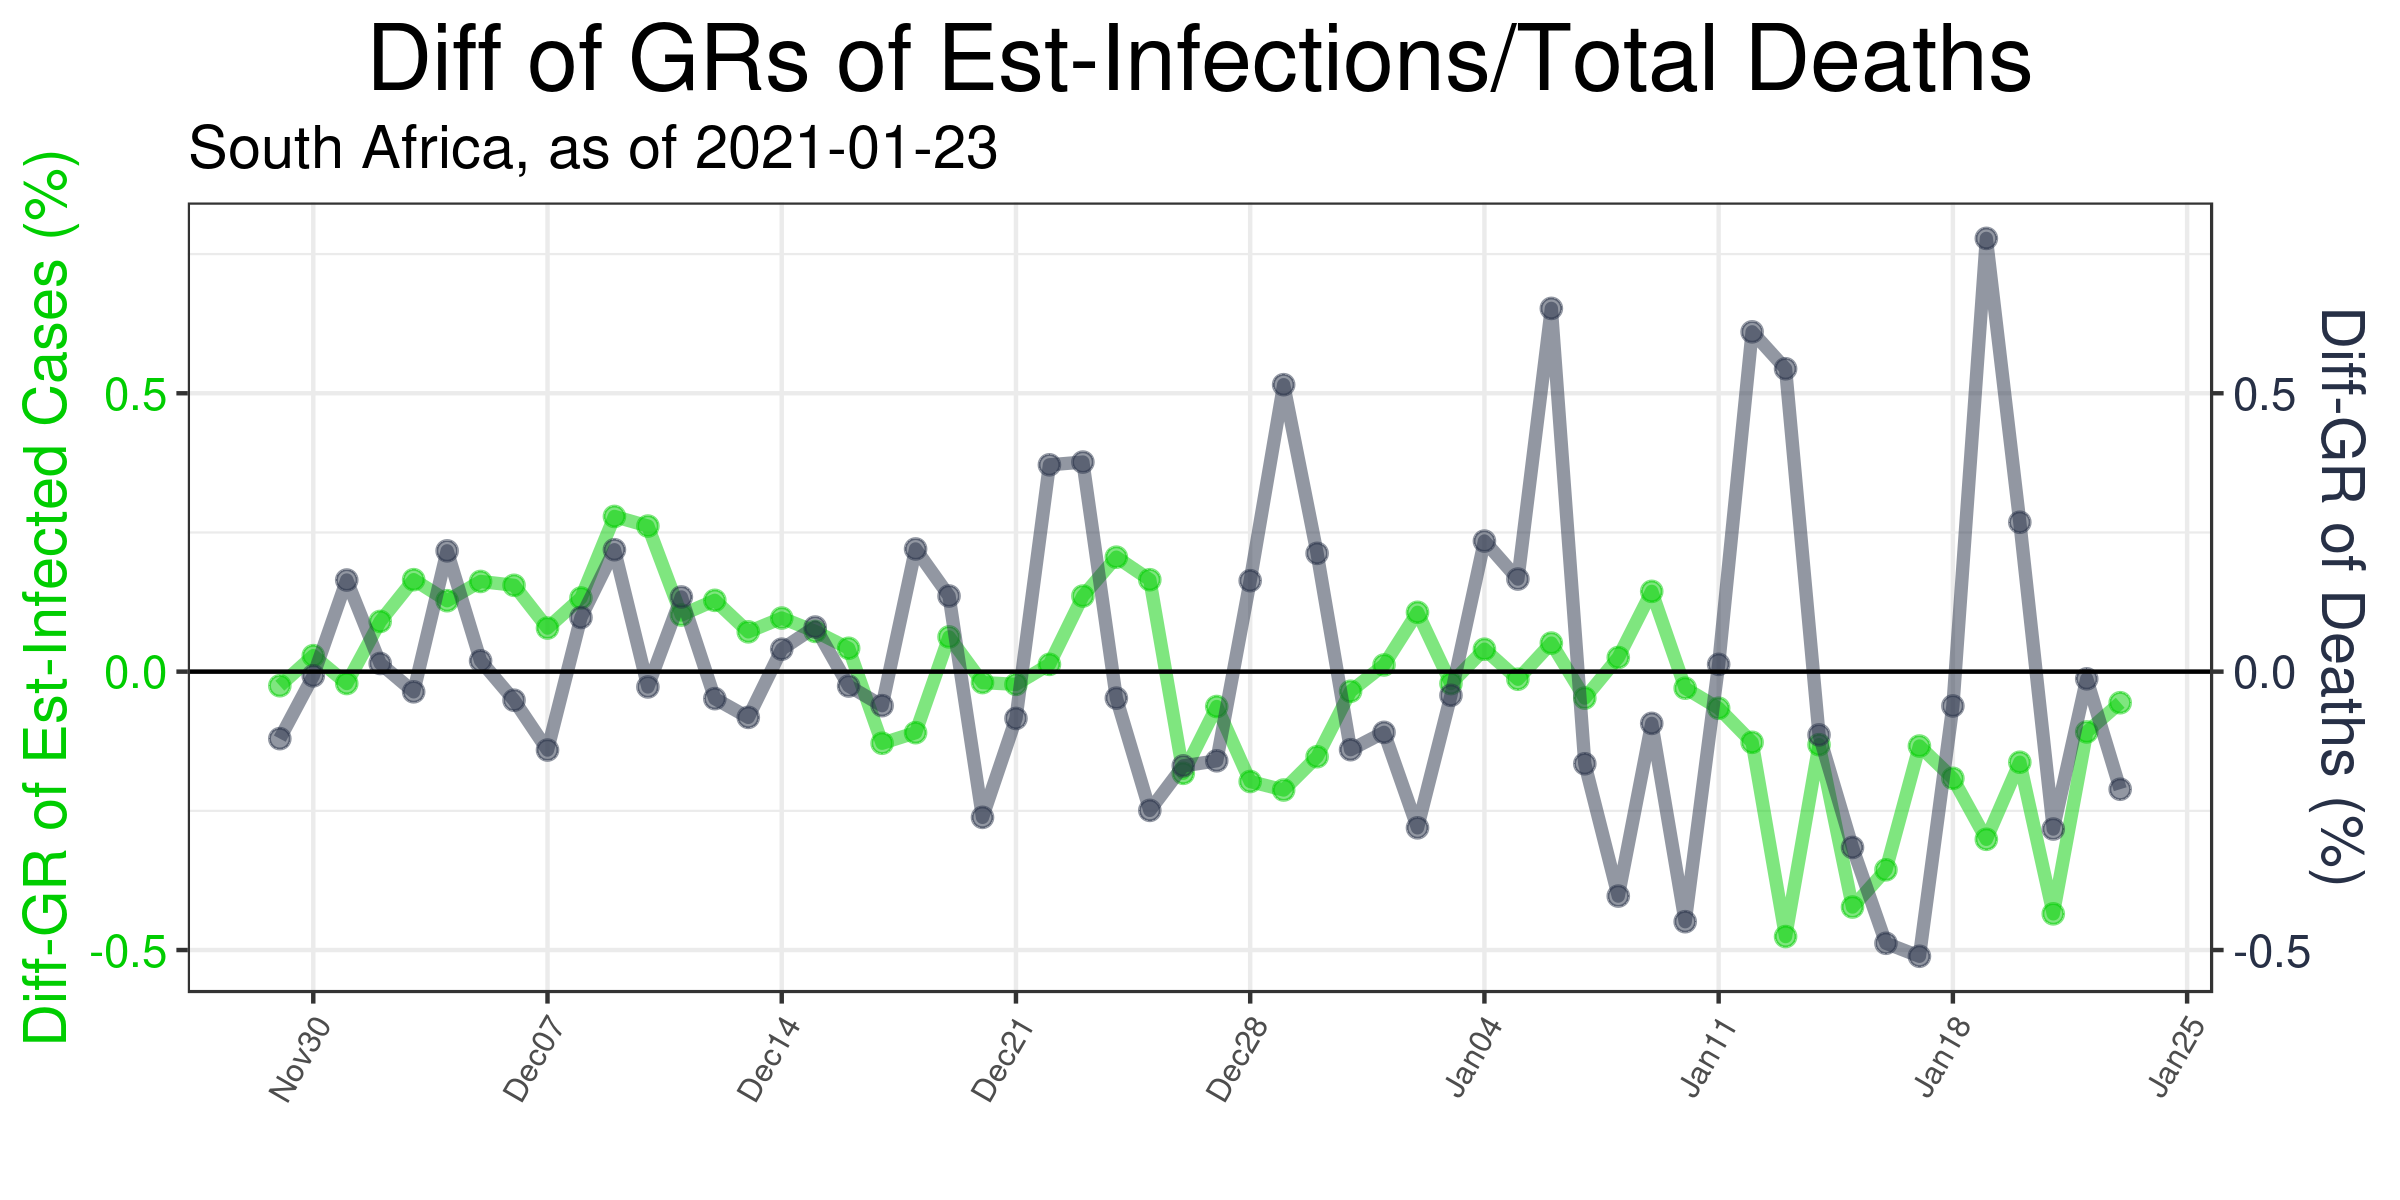 Diff of GRs of Est-Infections/Total Deaths
South Africa, as of 2021-01-23
Diff-GR of Est-Infected Cases (%)
0.5
0.0
-0.5
0.5
0.0
-0.5
Diff-GR of Deaths (%)
Nov30
Dec07
Dec14
Dec21
Dec28
Jan04
Jan11
Jan18
Jan25